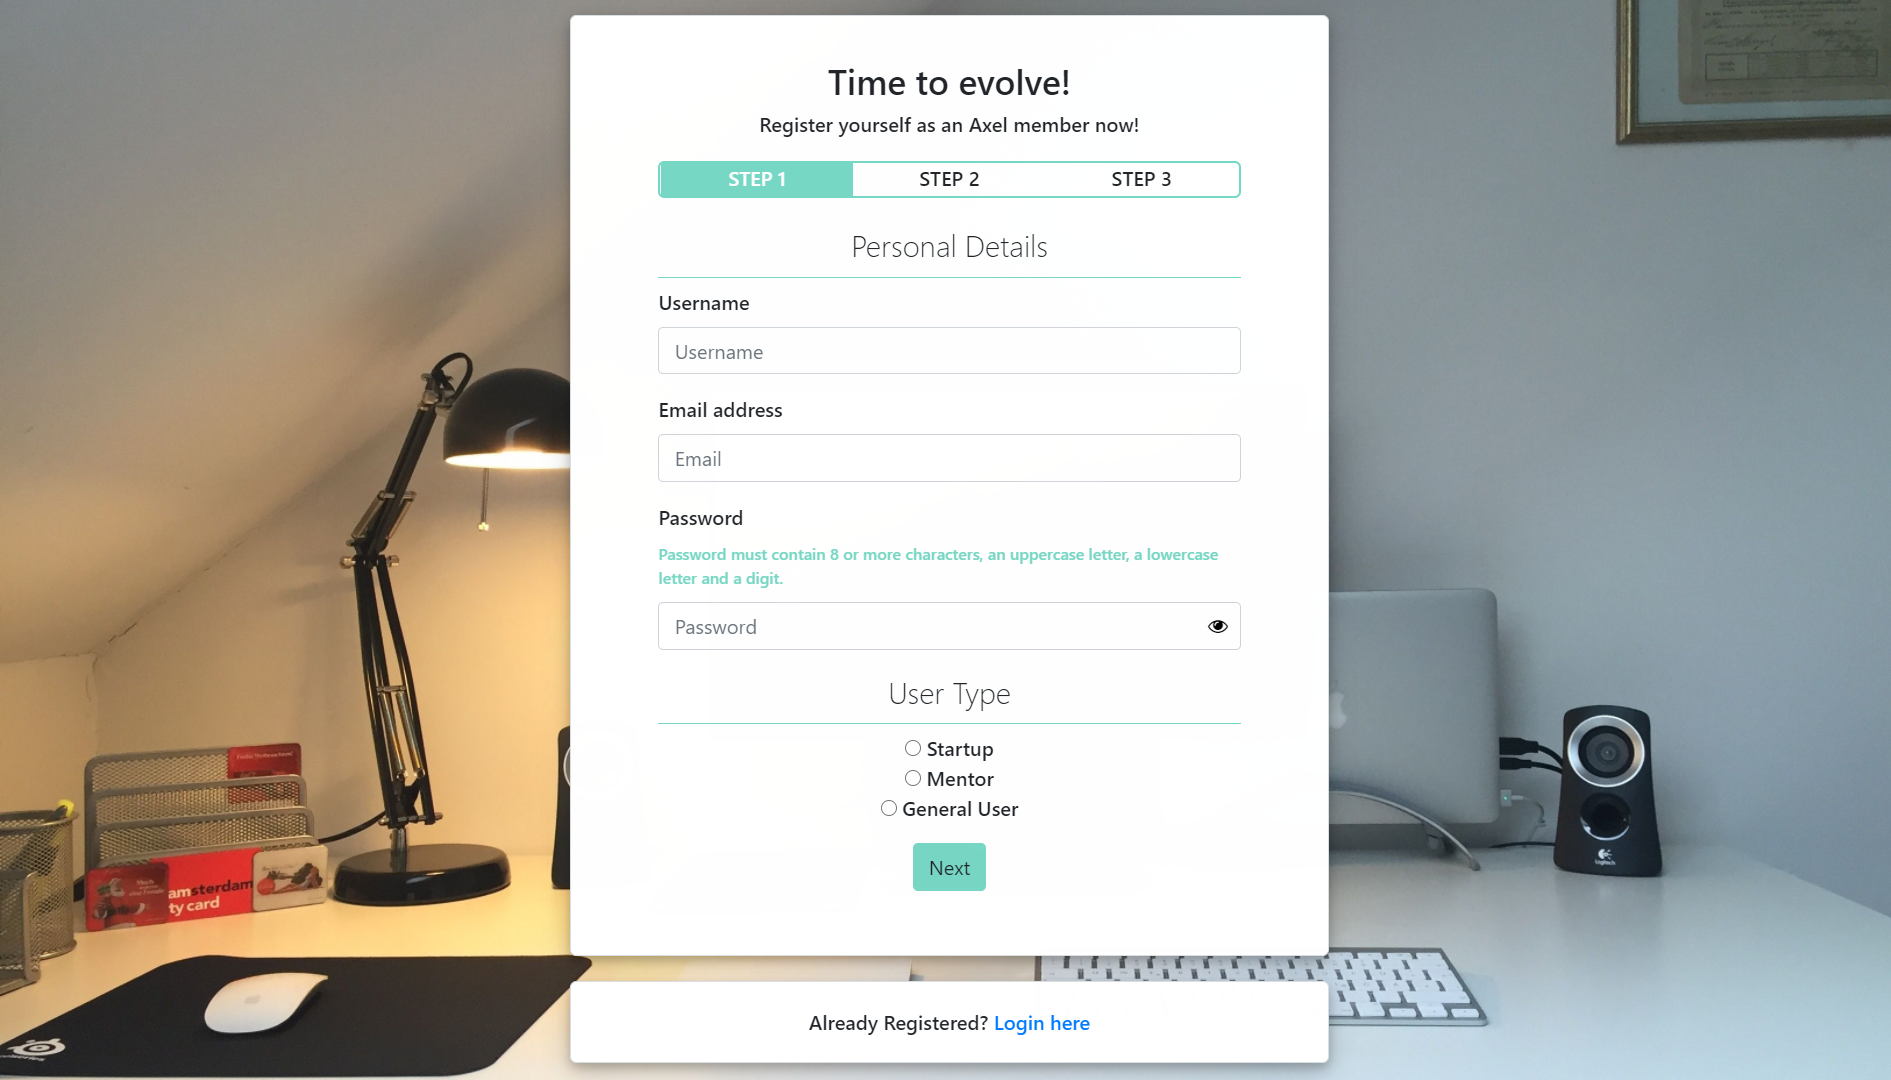 Time to evolve!
Register yourself as an Axel member now!
STEP 1 STEP 2 STEP 3
Personal Details
Username
Username
Email address
Email
Password
Password must contain 8 or more characters, an uppercase letter, a lowercase
letter and a digit.
Password
User Type
Startup
Mentor
General User
Next
Already Registered? Login here
amsterdam
ty card
Logitech